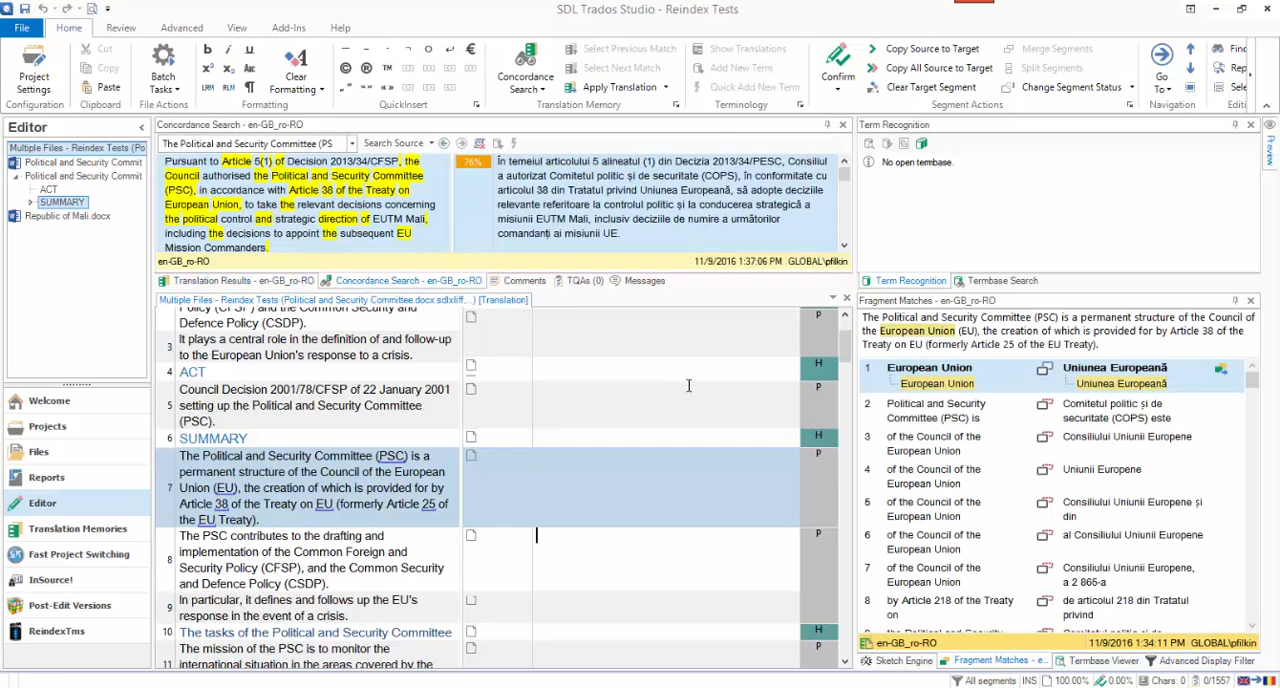 SDL Trados Studio - Reindex Tests
File Home Review Advanced View Add-Ins Help
Project Settings
Configuration
Cut
Copy
Paste
Clipboard
Batch Tasks
File Actions
Clear Formatting
Formatting
QuickInsert
Concordance Search
Select Previous Match
Select Next Match
Apply Translation
Translation Memory
Show Translations
Add New Term
Quick Add New Term
Terminology
Confirm
Copy Source to Target
Copy All Source to Target
Clear Target Segment
Merge Segments
Split Segments
Change Segment Status
Segment Actions
Go To
Navigation
Find
Rep
Sele
Editi
Editor
Multiple Files - Reindex Tests (Po
Political and Security Commit
Political and Security Commit
ACT
SUMMARY
Republic of Mali.docx
Welcome
Projects
Files
Reports
Editor
Translation Memories
Fast Project Switching
InSource!
Post-Edit Versions
ReindexTms
Concordance Search - en-GB_ro-RO
The Political and Security Committee (PS Search Source
Pursuant to Article 5(1) of Decision 2013/34/CFSP, the
Council authorised the Political and Security Committee
(PSC), in accordance with Article 38 of the Treaty on
European Union, to take the relevant decisions concerning
the political control and strategic direction of EUTM Mali,
including the decisions to appoint the subsequent EU
Mission Commanders.
76%
În temeiul articolului 5 alineatul (1) din Decizia 2013/34/PESC, Consiliul
a autorizat Comitetul politic și de securitate (COPS), în conformitate cu
articolul 38 din Tratatul privind Uniunea Europeană, să adopte deciziile
relevante referitoare la controlul politic și la conducerea strategică a
misiunii EUTM Mali, inclusiv deciziile de numire a următorilor
comandanți ai misiunii UE.
en-GB_ro-RO 11/9/2016 1:37:06 PM GLOBAL\pfilkin
Translation Results - en-GB_ro-RO Concordance Search - en-GB_ro-RO Comments TQAs (0) Messages
Multiple Files - Reindex Tests (Political and Security Committee.docx.sdlxliff,...) [Translation]
Policy (CFSP) and the Common Security and
Defence Policy (CSDP). P
3 It plays a central role in the definition of and follow-up
to the European Union's response to a crisis.
4 ACT H
5 Council Decision 2001/78/CFSP of 22 January 2001 P
setting up the Political and Security Committee
(PSC).
6 SUMMARY H
7 The Political and Security Committee (PSC) is a P
permanent structure of the Council of the European
Union (EU), the creation of which is provided for by
Article 38 of the Treaty on EU (formerly Article 25 of
the EU Treaty).
8 The PSC contributes to the drafting and P
implementation of the Common Foreign and
Security Policy (CFSP), and the Common Security
and Defence Policy (CSDP).
9 In particular, it defines and follows up the EU's
response in the event of a crisis.
10 The tasks of the Political and Security Committee H
11 The mission of the PSC is to monitor the P
international situation in the areas covered by the
Term Recognition
No open termbase.
Term Recognition Termbase Search
Preview
Fragment Matches - en-GB_ro-RO
The Political and Security Committee (PSC) is a permanent structure of the Council of
the European Union (EU), the creation of which is provided for by Article 38 of the
Treaty on EU (formerly Article 25 of the EU Treaty).
1 European Union Uniunea Europeană
European Union Uniunea Europeană
2 Political and Security Committee (PSC) is Comitetul politic și de securitate (COPS) este
3 of the Council of the European Union Consiliului Uniunii Europene
4 of the Council of the European Union Uniunii Europene
5 of the Council of the European Union Consiliului Uniunii Europene și din
6 of the Council of the European Union al Consiliului Uniunii Europene
7 of the Council of the European Union Consiliului Uniunii Europene, a 2 865-a
8 by Article 218 of the Treaty on de articolul 218 din Tratatul privind
en-GB_ro-RO 11/9/2016 1:34:11 PM GLOBAL\pfilkin
Sketch Engine Fragment Matches - e... Termbase Viewer Advanced Display Filter
All segments INS 100.00% 0.00% Chars: 0 0/1557